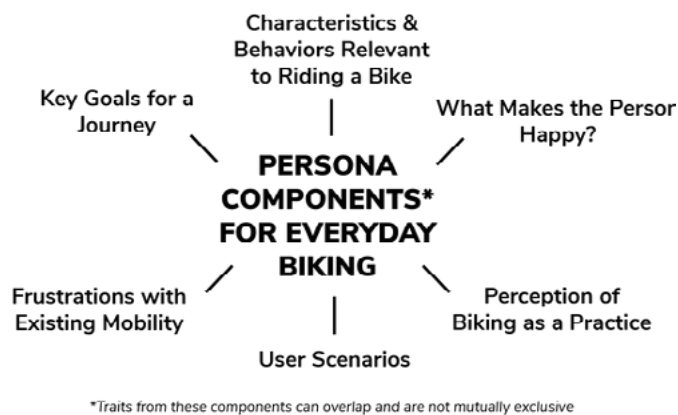 Characteristics &
Behaviors Relevant
to Riding a Bike
Key Goals for a
Journey
What Makes the Person
Happy?
PERSONA
COMPONENTS*
FOR EVERYDAY
BIKING
Frustrations with
Existing Mobility
Perception of
Biking as a Practice
User Scenarios
*Traits from these components can overlap and are not mutually exclusive